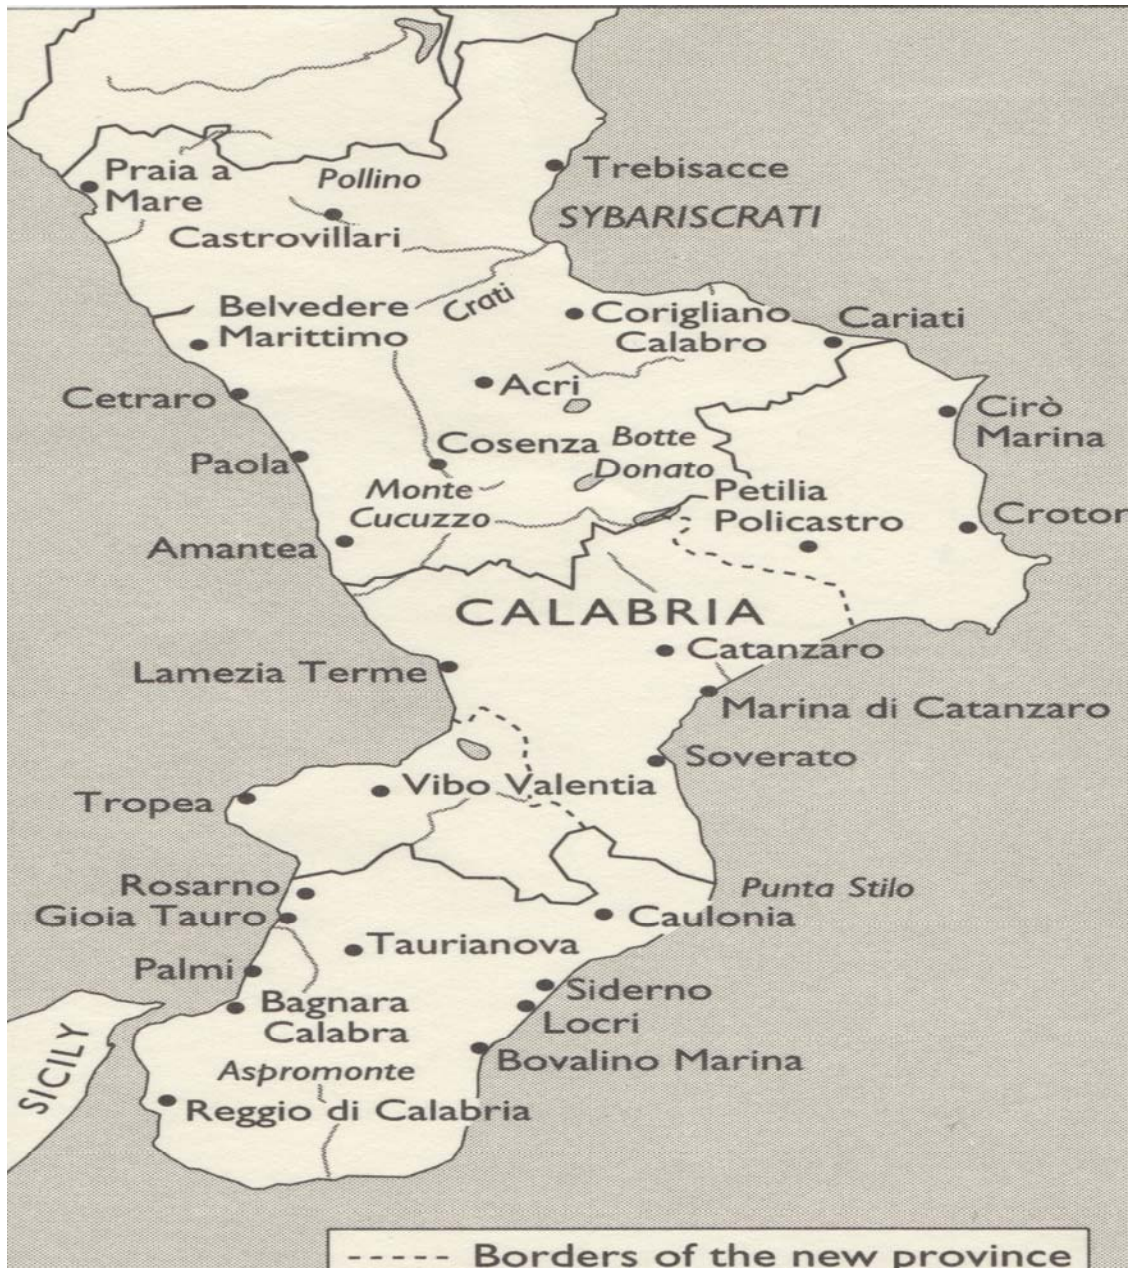 Praia a
Mare
Pollino
Trebisacce
SYBARISCRATI
Castrovillari
Belvedere
Marittimo
Crati
Corigliano
Calabro
Cariati
Cetraro
Acri
Cirò
Marina
Paola
Cosenza
Botte
Donato
Monte
Cucuzzo
Petilia
Policastro
Croton
Amantea
CALABRIA
Catanzaro
Lamezia Terme
Marina di Catanzaro
Soverato
Tropea
Vibo Valentia
Rosarno
Punta Stilo
Gioia Tauro
Caulonia
Taurianova
Palmi
Siderno
Bagnara
Calabra
Locri
Bovalino Marina
SICILY
Aspromonte
Reggio di Calabria
Borders of the new province